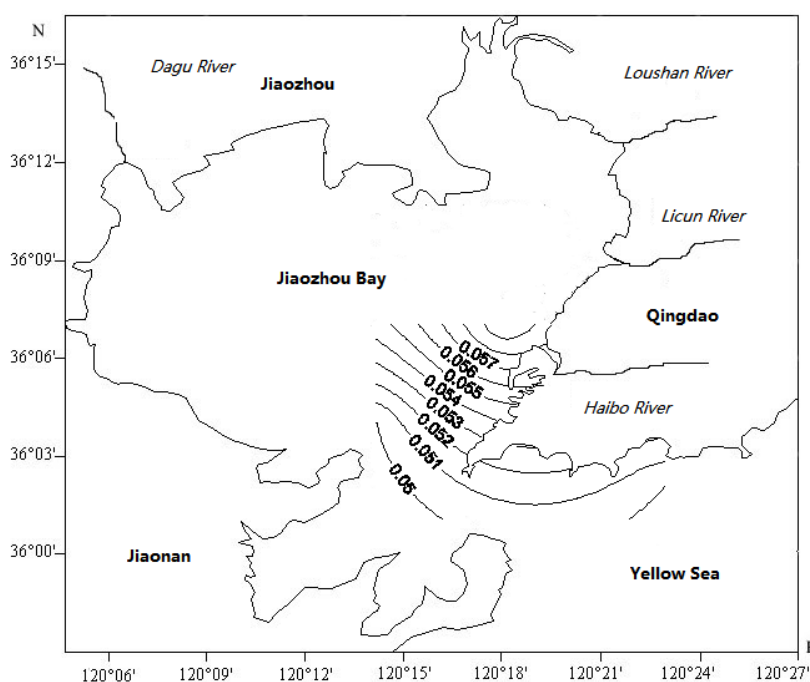 N
36°15'
Dagu River
Jiaozhou
Loushan River
36°12'
Licun River
36°09'
Jiaozhou Bay
Qingdao
36°06'
0.057
0.056
0.055
0.054
0.053
0.052
0.051
0.05
Haibo River
36°03'
36°00'
Jiaonan
Yellow Sea
120°06'
120°09'
120°12'
120°15'
120°18'
120°21'
120°24'
120°27'